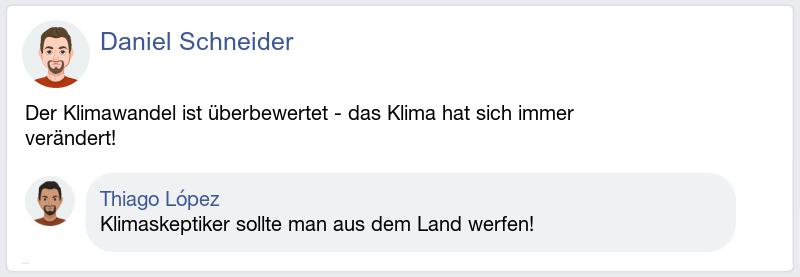 Daniel Schneider
Der Klimawandel ist überbewertet - das Klima hat sich immer
verändert!
Thiago López
Klimaskeptiker sollte man aus dem Land werfen!